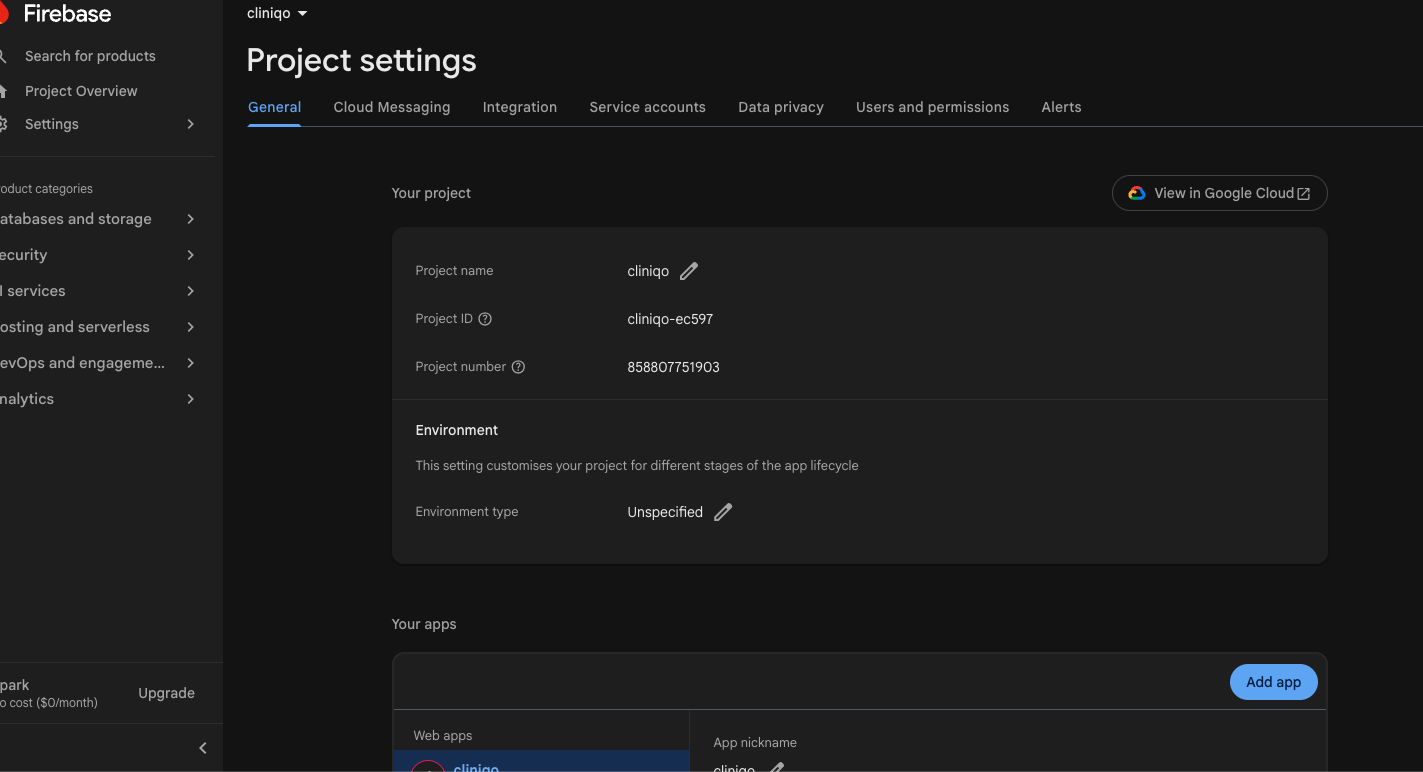 Firebase
Search for products
Project Overview
Settings
roduct categories
atabases and storage
ecurity
I services
osting and serverless
evOps and engageme...
nalytics
park
o cost ($0/month)
Upgrade
cliniqo
Project settings
General Cloud Messaging Integration Service accounts Data privacy Users and permissions Alerts
Your project
View in Google Cloud
Project name cliniqo
Project ID cliniqo-ec597
Project number 858807751903
Environment
This setting customises your project for different stages of the app lifecycle
Environment type Unspecified
Your apps
Add app
Web apps
cliniqo
App nickname
cliniqo